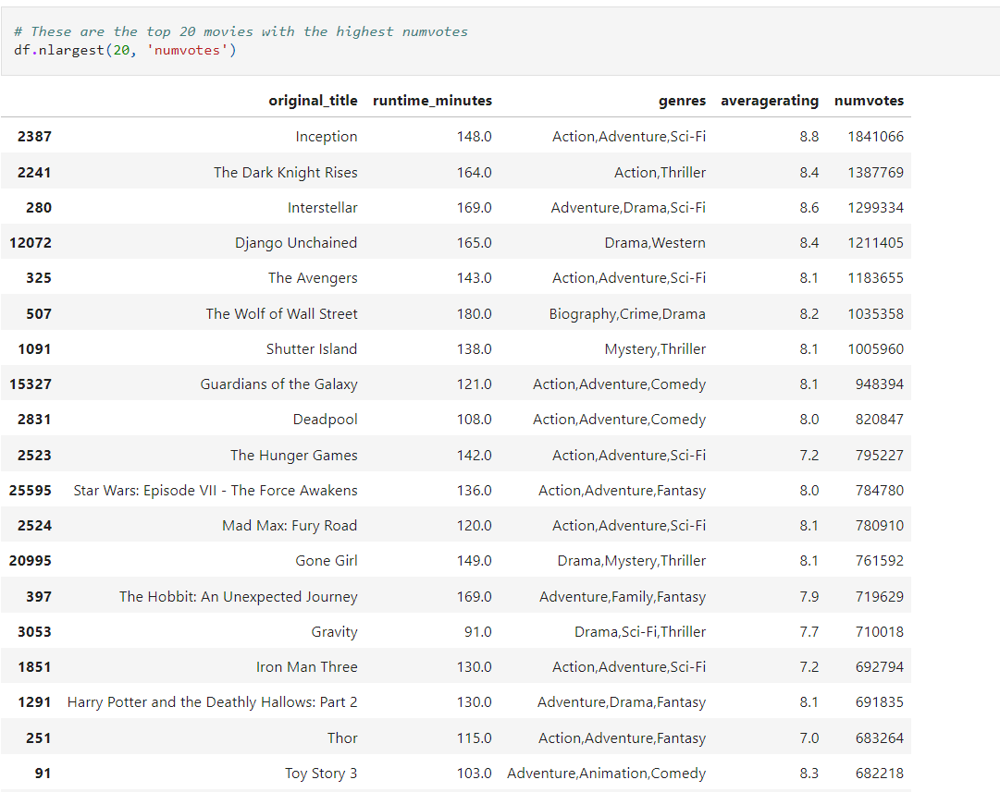 # These are the top 20 movies with the highest numvotes
df.nlargest(20, 'numvotes')
original_title runtime_minutes genres averagerating numvotes
2387 Inception 148.0 Action,Adventure,Sci-Fi 8.8 1841066
2241 The Dark Knight Rises 164.0 Action,Thriller 8.4 1387769
280 Interstellar 169.0 Adventure,Drama,Sci-Fi 8.6 1299334
12072 Django Unchained 165.0 Drama,Western 8.4 1211405
325 The Avengers 143.0 Action,Adventure,Sci-Fi 8.1 1183655
507 The Wolf of Wall Street 180.0 Biography,Crime,Drama 8.2 1035358
1091 Shutter Island 138.0 Mystery,Thriller 8.1 1005960
15327 Guardians of the Galaxy 121.0 Action,Adventure,Comedy 8.1 948394
2831 Deadpool 108.0 Action,Adventure,Comedy 8.0 820847
2523 The Hunger Games 142.0 Action,Adventure,Sci-Fi 7.2 795227
25595 Star Wars: Episode VII - The Force Awakens 136.0 Action,Adventure,Fantasy 8.0 784780
2524 Mad Max: Fury Road 120.0 Action,Adventure,Sci-Fi 8.1 780910
20995 Gone Girl 149.0 Drama,Mystery,Thriller 8.1 761592
397 The Hobbit: An Unexpected Journey 169.0 Adventure,Family,Fantasy 7.9 719629
3053 Gravity 91.0 Drama,Sci-Fi,Thriller 7.7 710018
1851 Iron Man Three 130.0 Action,Adventure,Sci-Fi 7.2 692794
1291 Harry Potter and the Deathly Hallows: Part 2 130.0 Adventure,Drama,Fantasy 8.1 691835
251 Thor 115.0 Action,Adventure,Fantasy 7.0 683264
91 Toy Story 3 103.0 Adventure,Animation,Comedy 8.3 682218